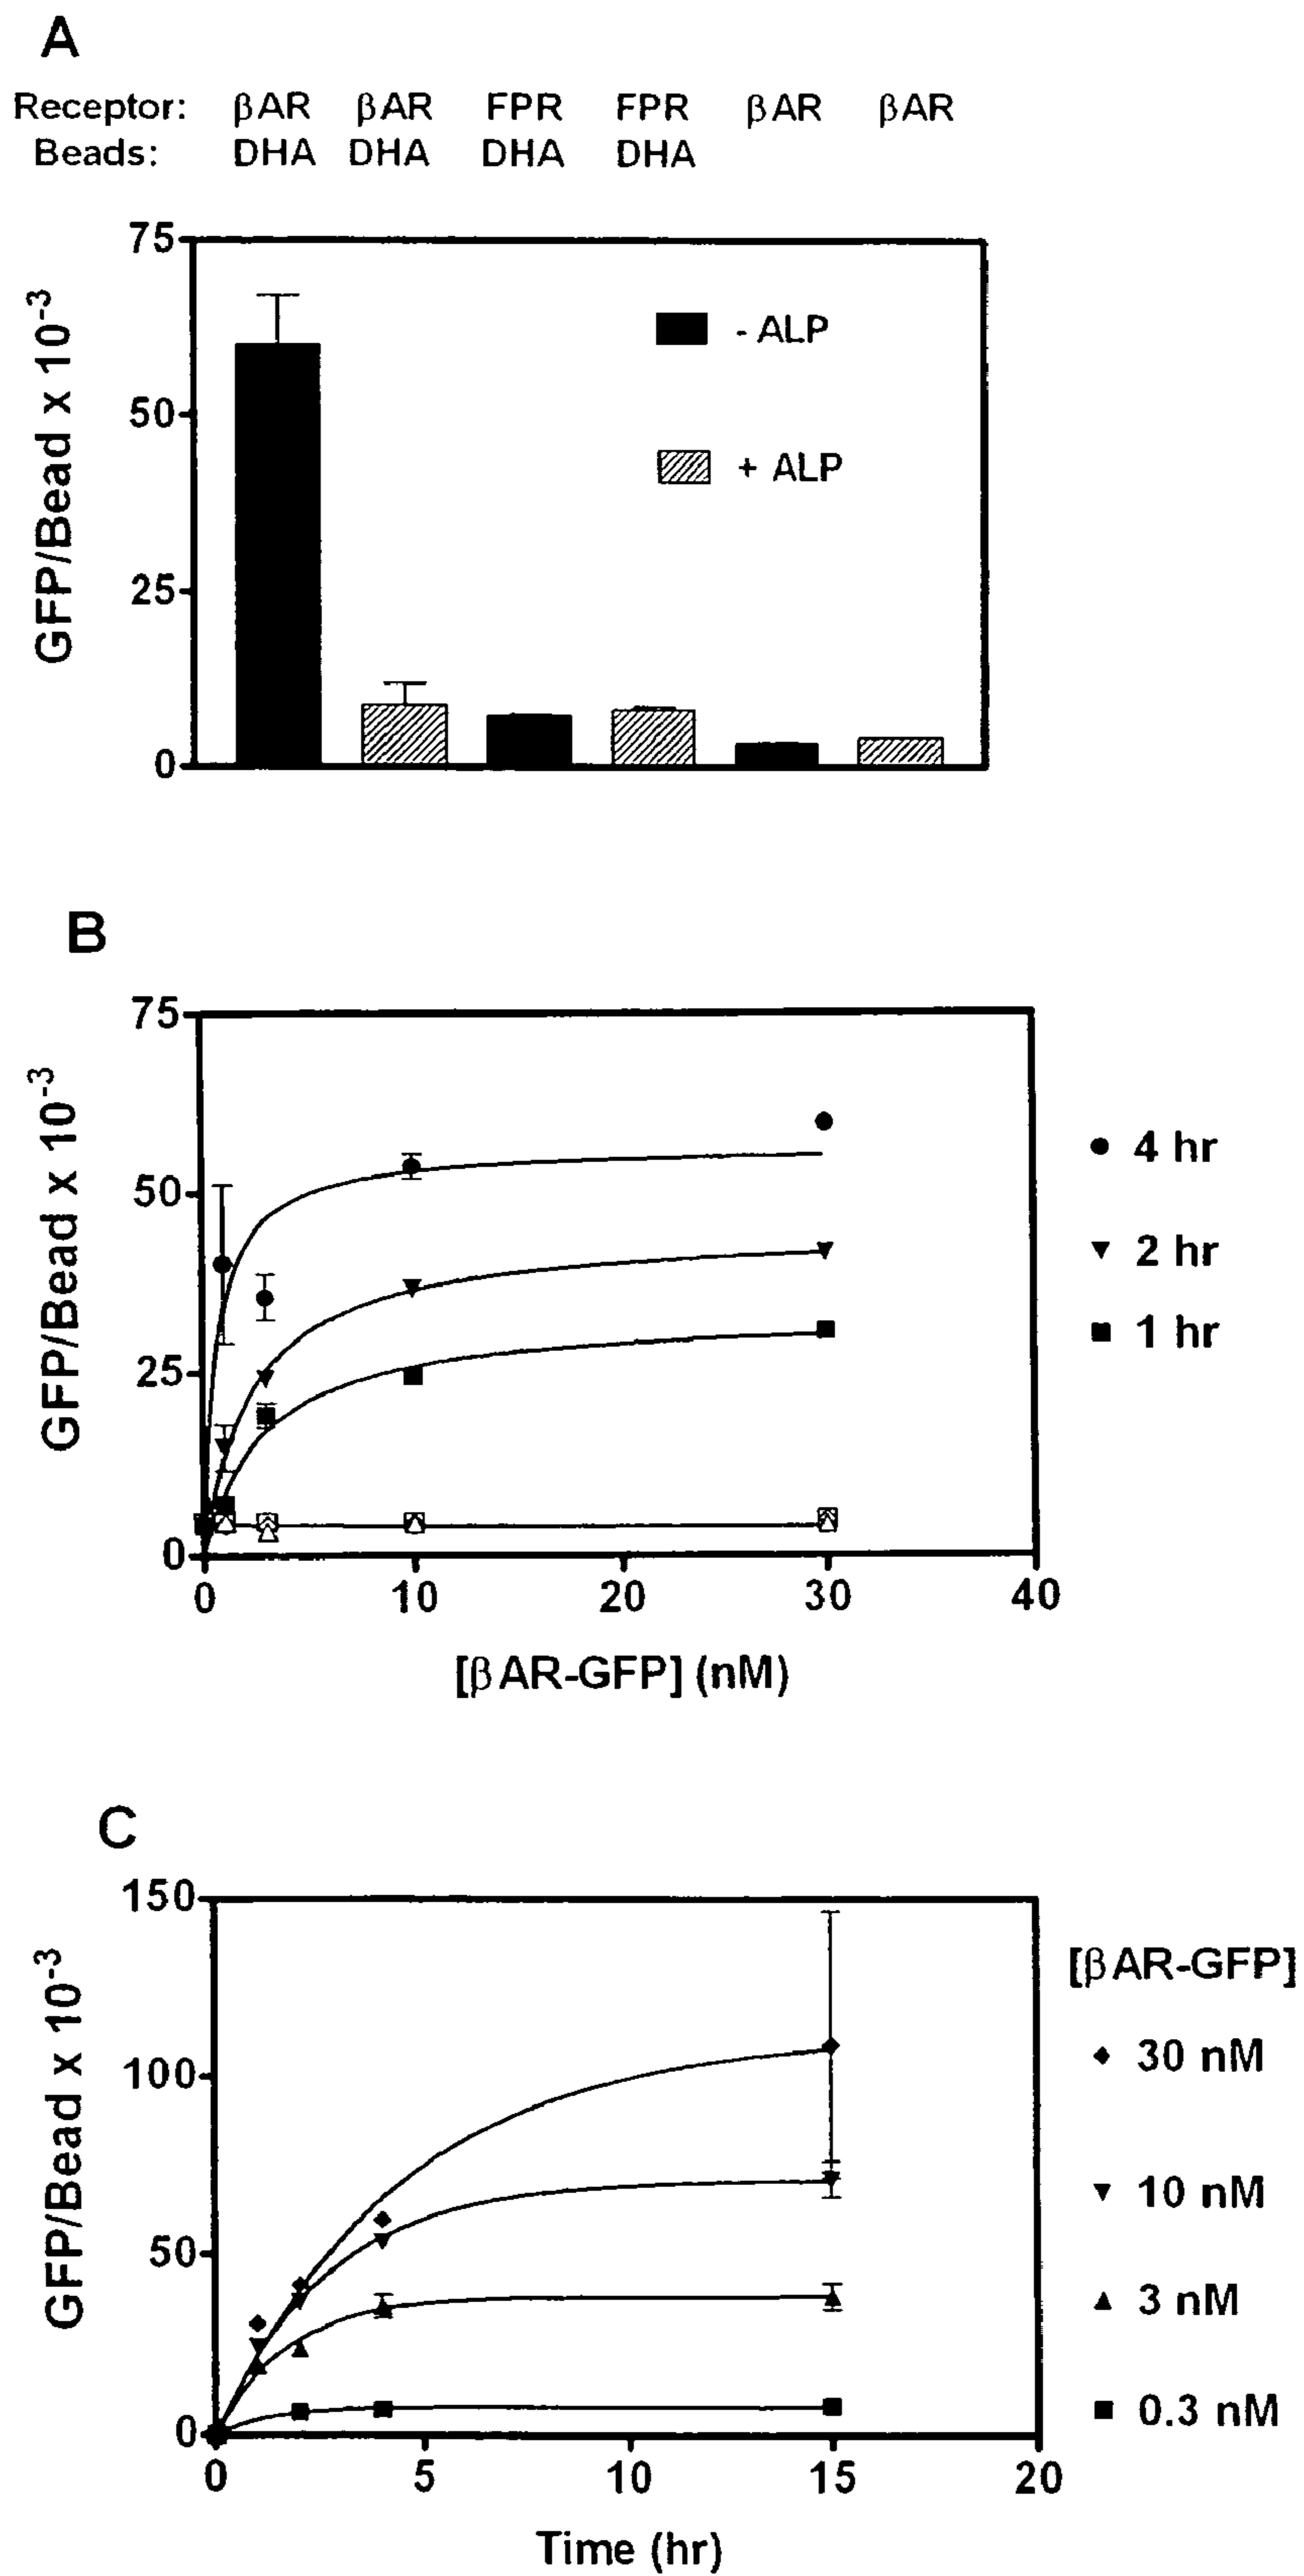 A
Receptor: βAR βAR FPR FPR βAR βAR
Beads: DHA DHA DHA DHA
75
50
25
0
GFP/Bead x 10⁻³
- ALP
+ ALP
B
75
50
25
0
GFP/Bead x 10⁻³
0 10 20 30 40
[βAR-GFP] (nM)
4 hr
2 hr
1 hr
C
150
100
50
0
GFP/Bead x 10⁻³
0 5 10 15 20
Time (hr)
[βAR-GFP]
30 nM
10 nM
3 nM
0.3 nM